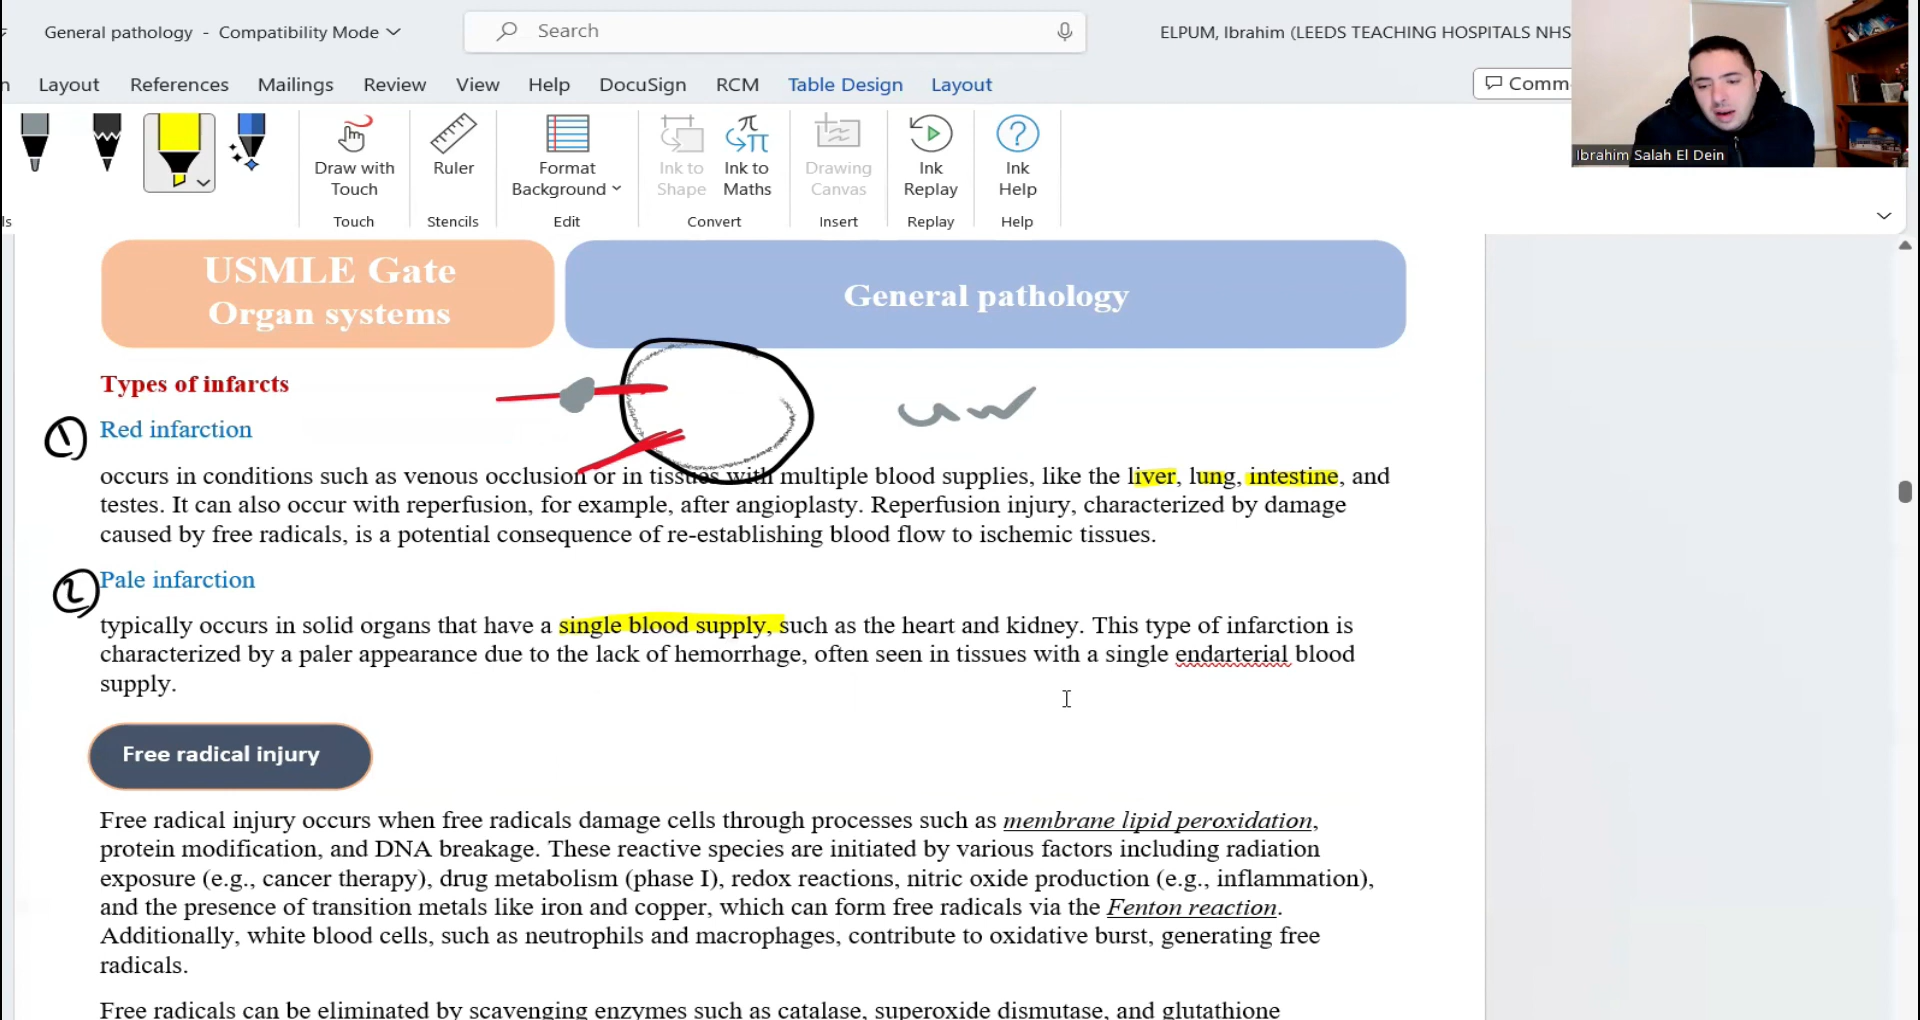 General pathology - Compatibility Mode
Search
ELPUM, Ibrahim (LEEDS TEACHING HOSPITALS NHS
Layout References Mailings Review View Help DocuSign RCM Table Design Layout
Comm
Draw with Touch
Ruler
Format Background
Ink to Shape
Ink to Maths
Drawing Canvas
Ink Replay
Ink Help
ls
Touch Stencils Edit Convert Insert Replay Help
Ibrahim Salah El Dein
USMLE Gate
Organ systems
General pathology
Types of infarcts
1 Red infarction
occurs in conditions such as venous occlusion or in tissues with multiple blood supplies, like the liver, lung, intestine, and
testes. It can also occur with reperfusion, for example, after angioplasty. Reperfusion injury, characterized by damage
caused by free radicals, is a potential consequence of re-establishing blood flow to ischemic tissues.
2 Pale infarction
typically occurs in solid organs that have a single blood supply, such as the heart and kidney. This type of infarction is
characterized by a paler appearance due to the lack of hemorrhage, often seen in tissues with a single endarterial blood
supply.
Free radical injury
Free radical injury occurs when free radicals damage cells through processes such as membrane lipid peroxidation,
protein modification, and DNA breakage. These reactive species are initiated by various factors including radiation
exposure (e.g., cancer therapy), drug metabolism (phase I), redox reactions, nitric oxide production (e.g., inflammation),
and the presence of transition metals like iron and copper, which can form free radicals via the Fenton reaction.
Additionally, white blood cells, such as neutrophils and macrophages, contribute to oxidative burst, generating free
radicals.
Free radicals can be eliminated by scavenging enzymes such as catalase, superoxide dismutase, and glutathione